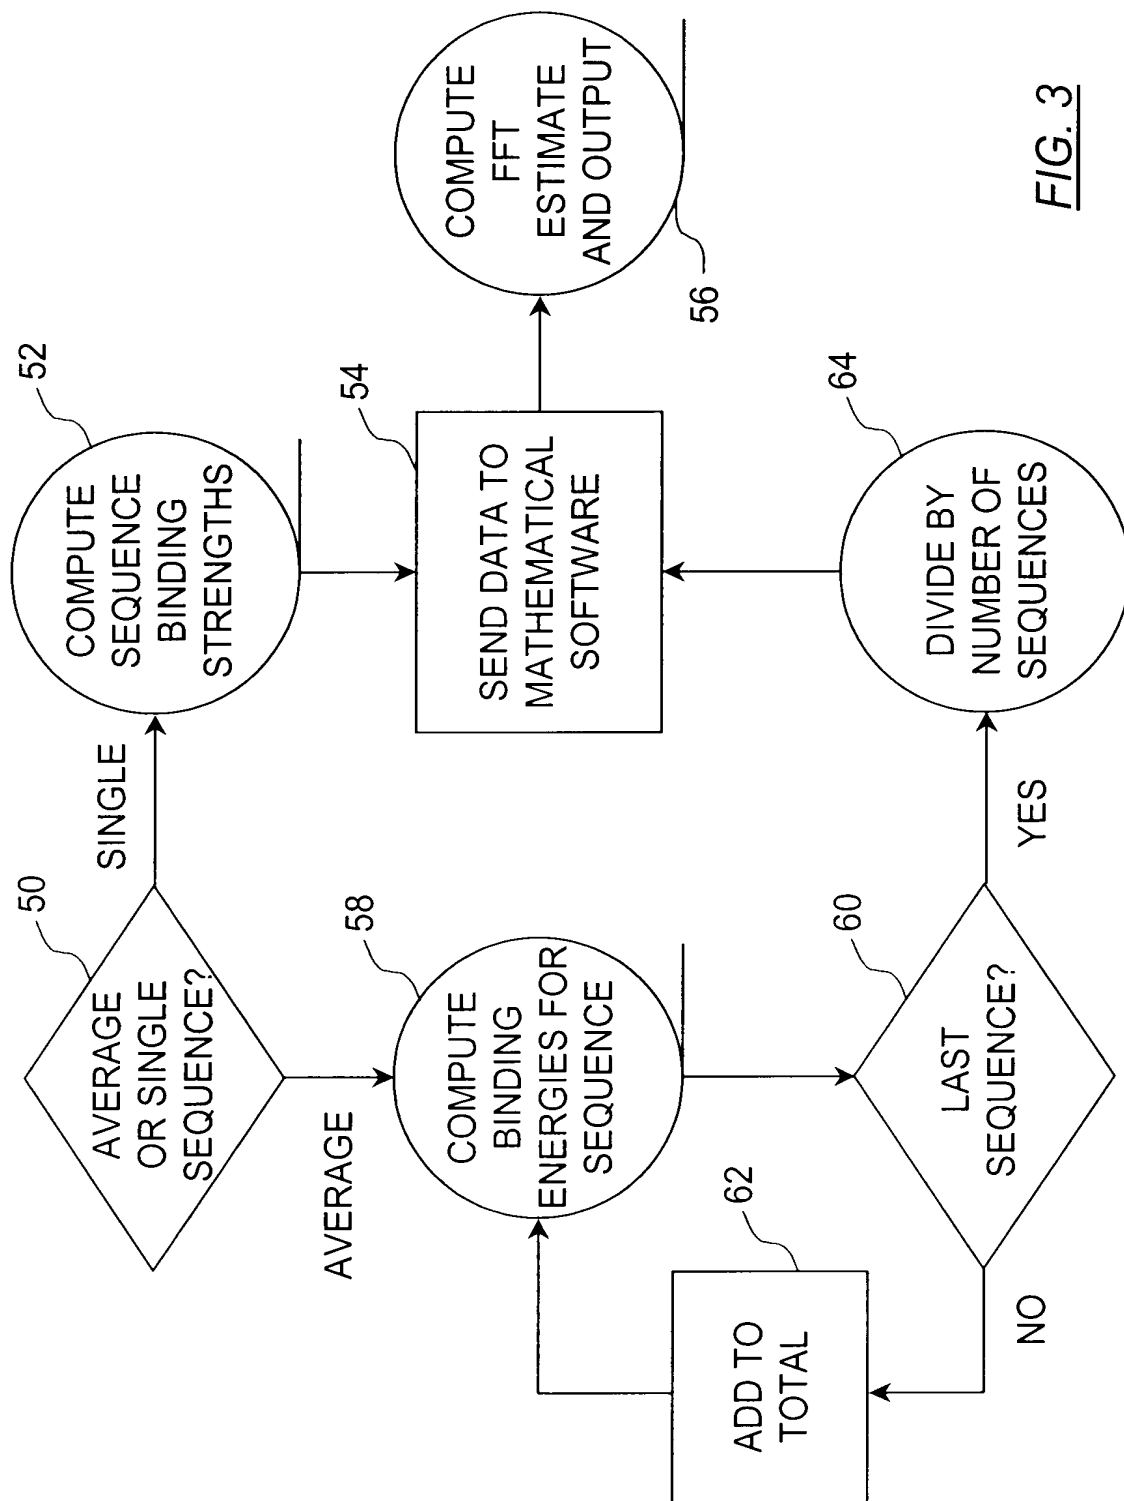 50
AVERAGE
OR SINGLE
SEQUENCE?
SINGLE
52
COMPUTE
SEQUENCE
BINDING
STRENGTHS
AVERAGE
58
COMPUTE
BINDING
ENERGIES FOR
SEQUENCE
54
SEND DATA TO
MATHEMATICAL
SOFTWARE
COMPUTE
FFT
ESTIMATE
AND OUTPUT
56
62
ADD TO
TOTAL
NO
60
LAST
SEQUENCE?
YES
64
DIVIDE BY
NUMBER OF
SEQUENCES
FIG. 3